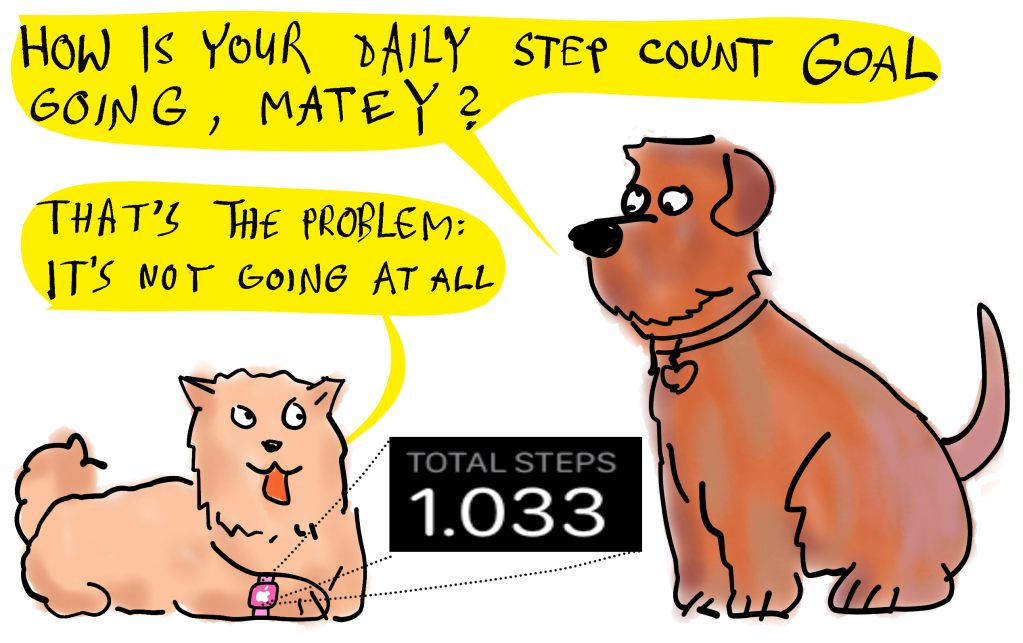 HOW IS YOUR DAILY STEP COUNT GOAL
GOING, MATEY?
THAT'S THE PROBLEM:
IT'S NOT GOING AT ALL
TOTAL STEPS
1.033